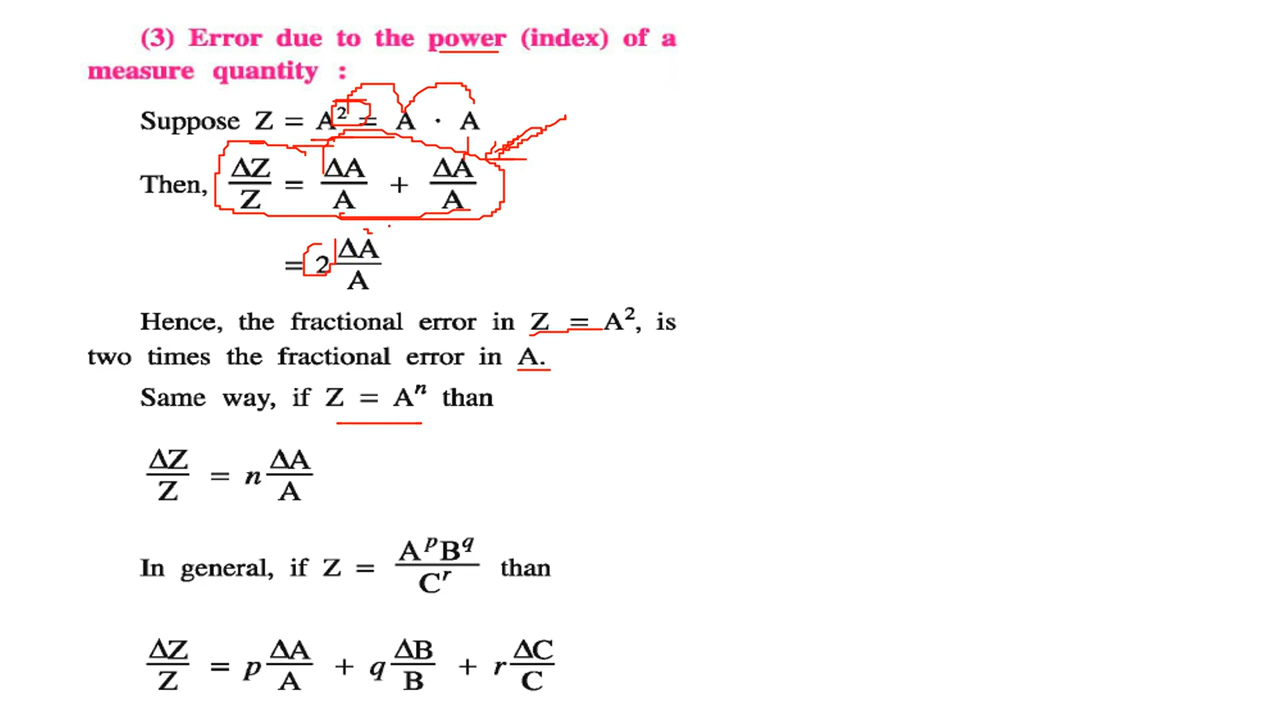 (3) Error due to the power (index) of a
measure quantity :
Suppose Z = A² = A · A
Then, ΔZ/Z = ΔA/A + ΔA/A
= 2 ΔA/A
Hence, the fractional error in Z = A², is
two times the fractional error in A.
Same way, if Z = Aⁿ than
ΔZ/Z = n ΔA/A
In general, if Z = A^p B^q / C^r than
ΔZ/Z = p ΔA/A + q ΔB/B + r ΔC/C